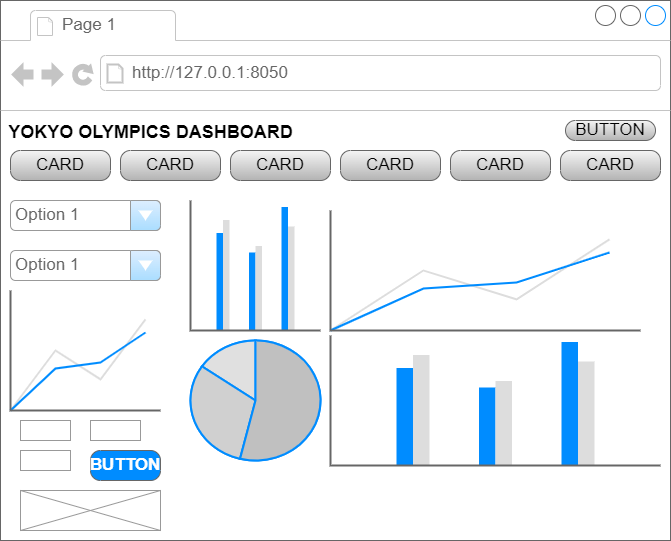 Page 1
http://127.0.0.1:8050
YOKYO OLYMPICS DASHBOARD
BUTTON
CARD CARD CARD CARD CARD CARD
Option 1
Option 1
BUTTON